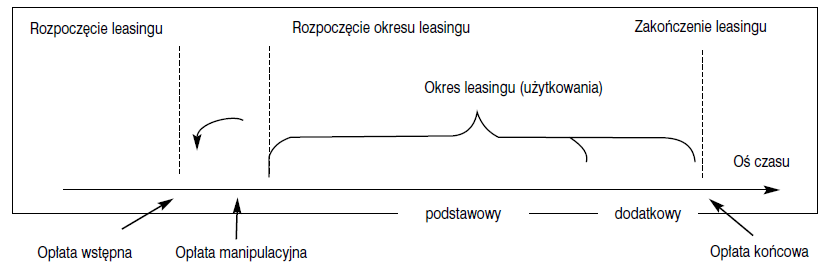 Rozpoczęcie leasingu
Rozpoczęcie okresu leasingu
Zakończenie leasingu
Okres leasingu (użytkowania)
Oś czasu
podstawowy
dodatkowy
Opłata wstępna
Opłata manipulacyjna
Opłata końcowa